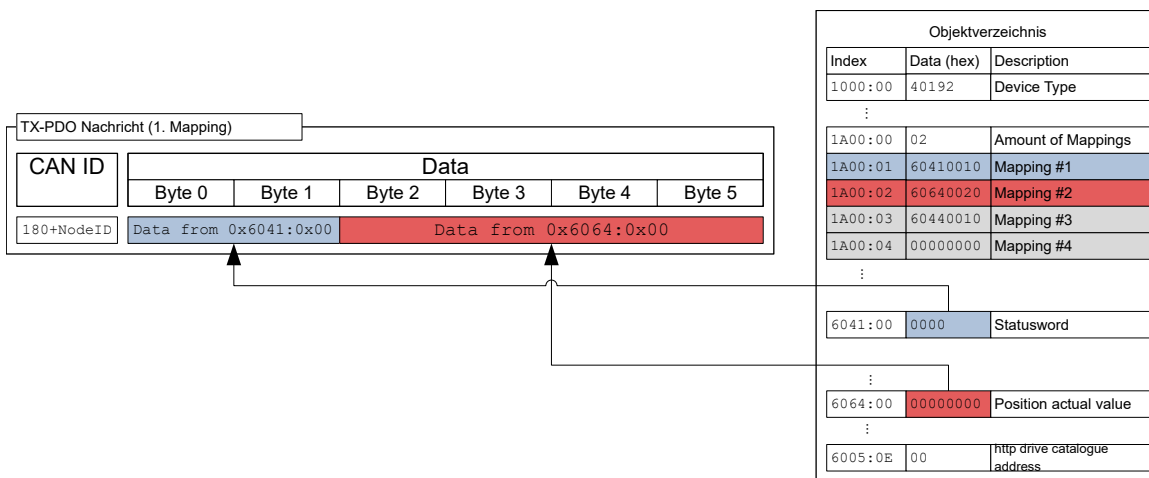 TX-PDO Nachricht (1. Mapping)
CAN ID Data
Byte 0 Byte 1 Byte 2 Byte 3 Byte 4 Byte 5
180+NodeID Data from 0x6041:0x00 Data from 0x6064:0x00
Objektverzeichnis
Index Data (hex) Description
1000:00 40192 Device Type
⋮
1A00:00 02 Amount of Mappings
1A00:01 60410010 Mapping #1
1A00:02 60640020 Mapping #2
1A00:03 60440010 Mapping #3
1A00:04 00000000 Mapping #4
⋮
6041:00 0000 Statusword
⋮
6064:00 00000000 Position actual value
⋮
6005:0E 00 http drive catalogue
address